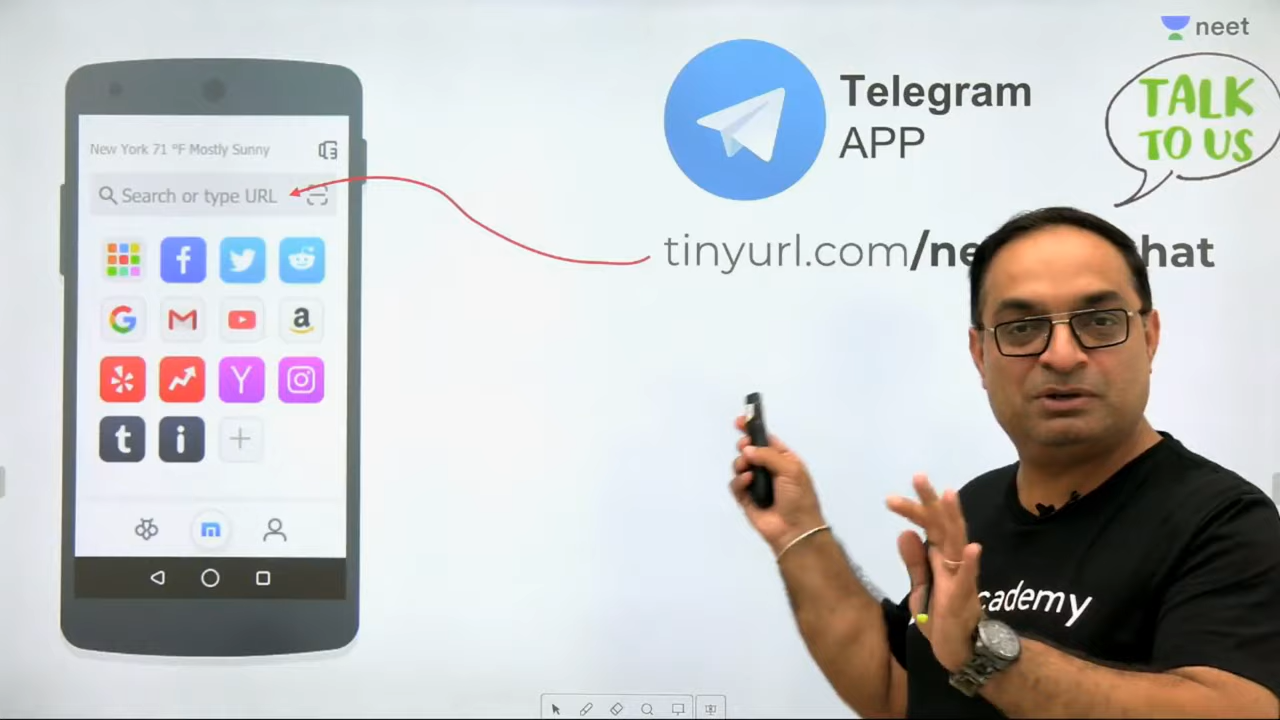 neet
TALK
TO US
Telegram
APP
tinyurl.com/ne
hat
New York 71 °F Mostly Sunny
Search or type URL
cademy